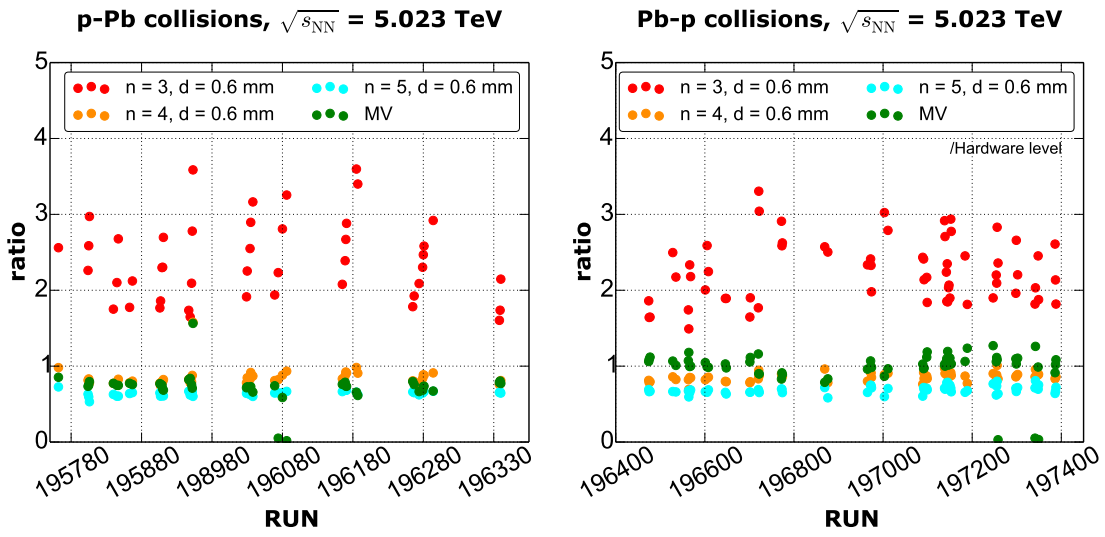 p-Pb collisions, √s_NN = 5.023 TeV
5
4
3
2
1
0
ratio
n = 3, d = 0.6 mm
n = 5, d = 0.6 mm
n = 4, d = 0.6 mm
MV
195780
195880
198980
196080
196180
196280
196330
RUN
Pb-p collisions, √s_NN = 5.023 TeV
5
4
3
2
1
0
ratio
n = 3, d = 0.6 mm
n = 5, d = 0.6 mm
n = 4, d = 0.6 mm
MV
/Hardware level
196400
196600
196800
197000
197200
197400
RUN